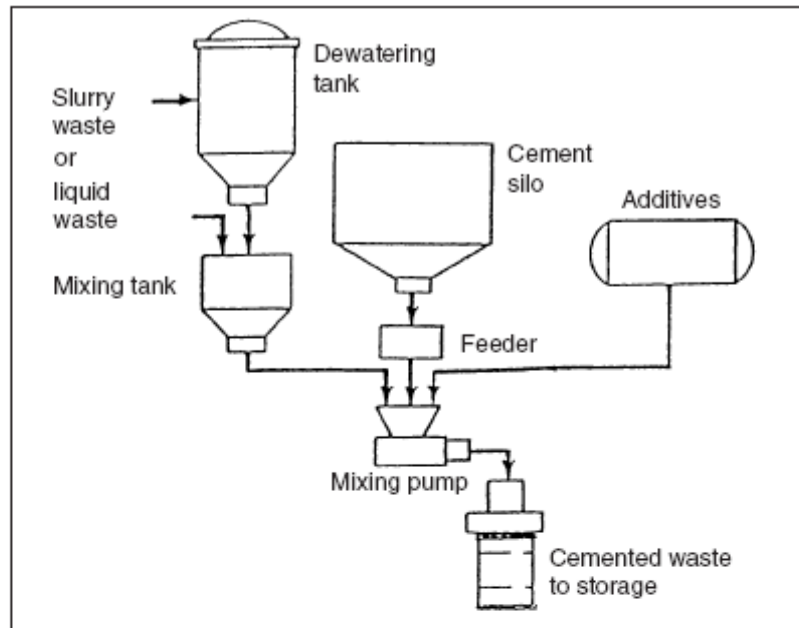 Dewatering
tank
Slurry
waste
or
liquid
waste
Cement
silo
Additives
Mixing tank
Feeder
Mixing pump
Cemented waste
to storage